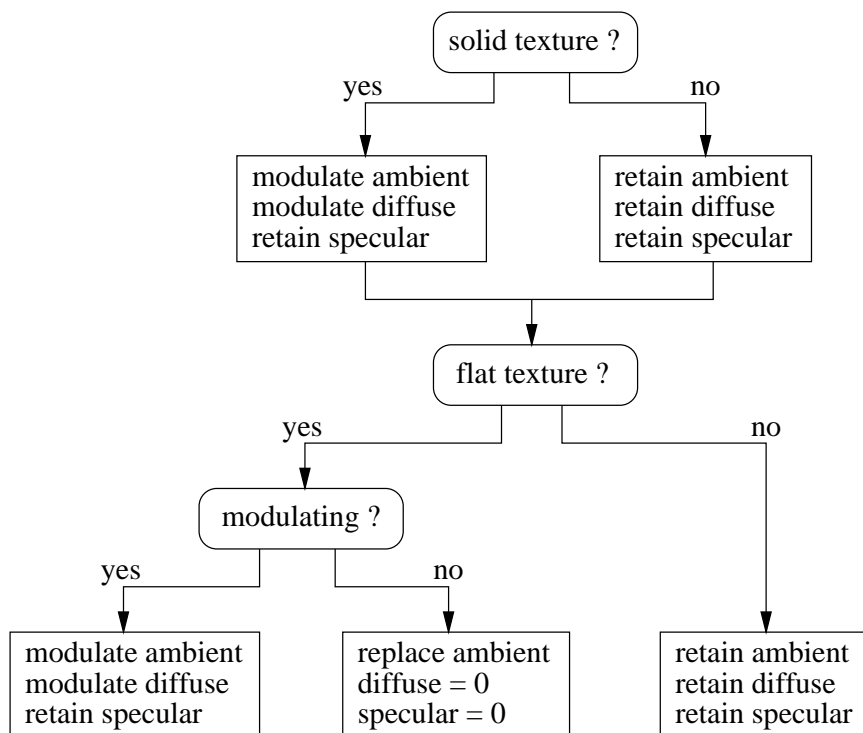 solid texture ?
yes
no
modulate ambient
modulate diffuse
retain specular
retain ambient
retain diffuse
retain specular
flat texture ?
yes
no
modulating ?
yes
no
modulate ambient
modulate diffuse
retain specular
replace ambient
diffuse = 0
specular = 0
retain ambient
retain diffuse
retain specular